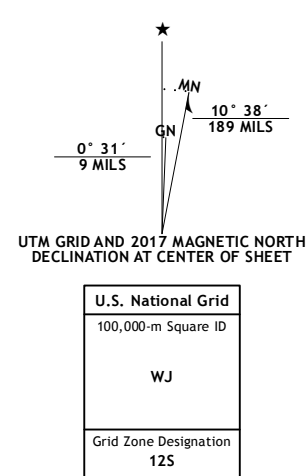 ★
MN
GN
10° 38´
189 MILS
0° 31´
9 MILS
UTM GRID AND 2017 MAGNETIC NORTH
DECLINATION AT CENTER OF SHEET
U.S. National Grid
100,000-m Square ID
WJ
Grid Zone Designation
12S